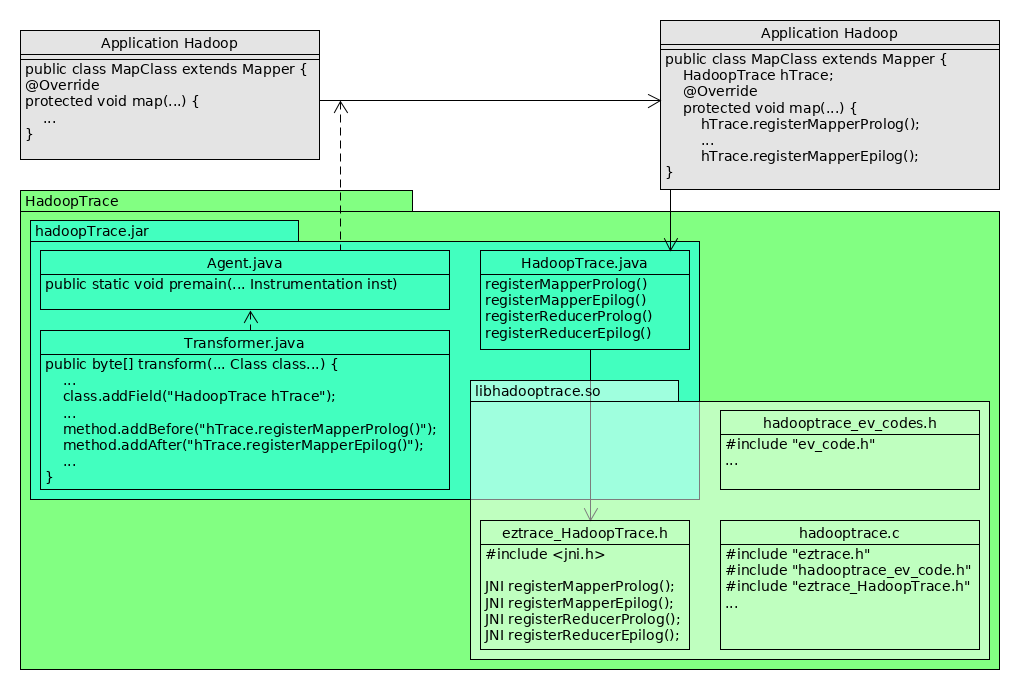 Application Hadoop
public class MapClass extends Mapper {
@Override
protected void map(...) {
...
}
Application Hadoop
public class MapClass extends Mapper {
HadoopTrace hTrace;
@Override
protected void map(...) {
hTrace.registerMapperProlog();
...
hTrace.registerMapperEpilog();
}
HadoopTrace
hadoopTrace.jar
Agent.java
public static void premain(... Instrumentation inst)
Transformer.java
public byte[] transform(... Class class...) {
...
class.addField("HadoopTrace hTrace");
...
method.addBefore("hTrace.registerMapperProlog()");
method.addAfter("hTrace.registerMapperEpilog()");
...
}
HadoopTrace.java
registerMapperProlog()
registerMapperEpilog()
registerReducerProlog()
registerReducerEpilog()
libhadooptrace.so
hadooptrace_ev_codes.h
#include "ev_code.h"
...
eztrace_HadoopTrace.h
#include <jni.h>
JNI registerMapperProlog();
JNI registerMapperEpilog();
JNI registerReducerProlog();
JNI registerReducerEpilog();
hadooptrace.c
#include "eztrace.h"
#include "hadooptrace_ev_code.h"
#include "eztrace_HadoopTrace.h"
...